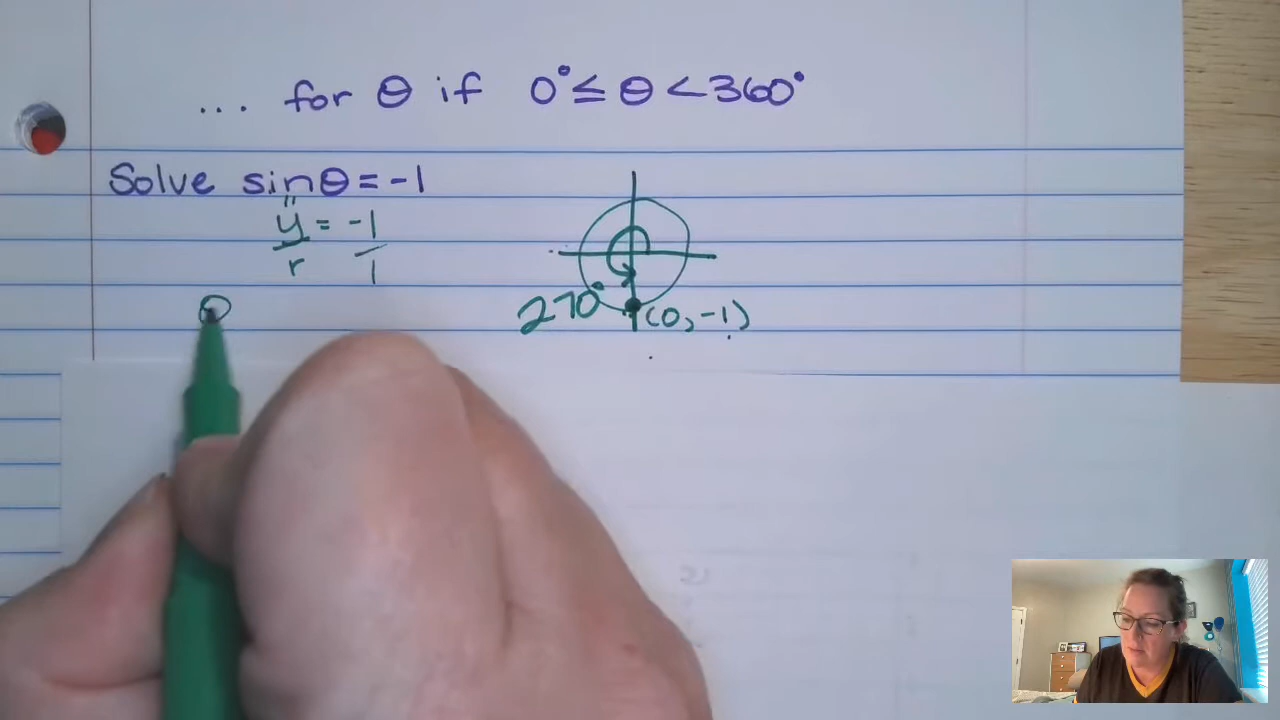 ... for θ if 0° ≤ θ < 360°
Solve sinθ = -1
y = -1
r 1
270° (0, -1)
θ